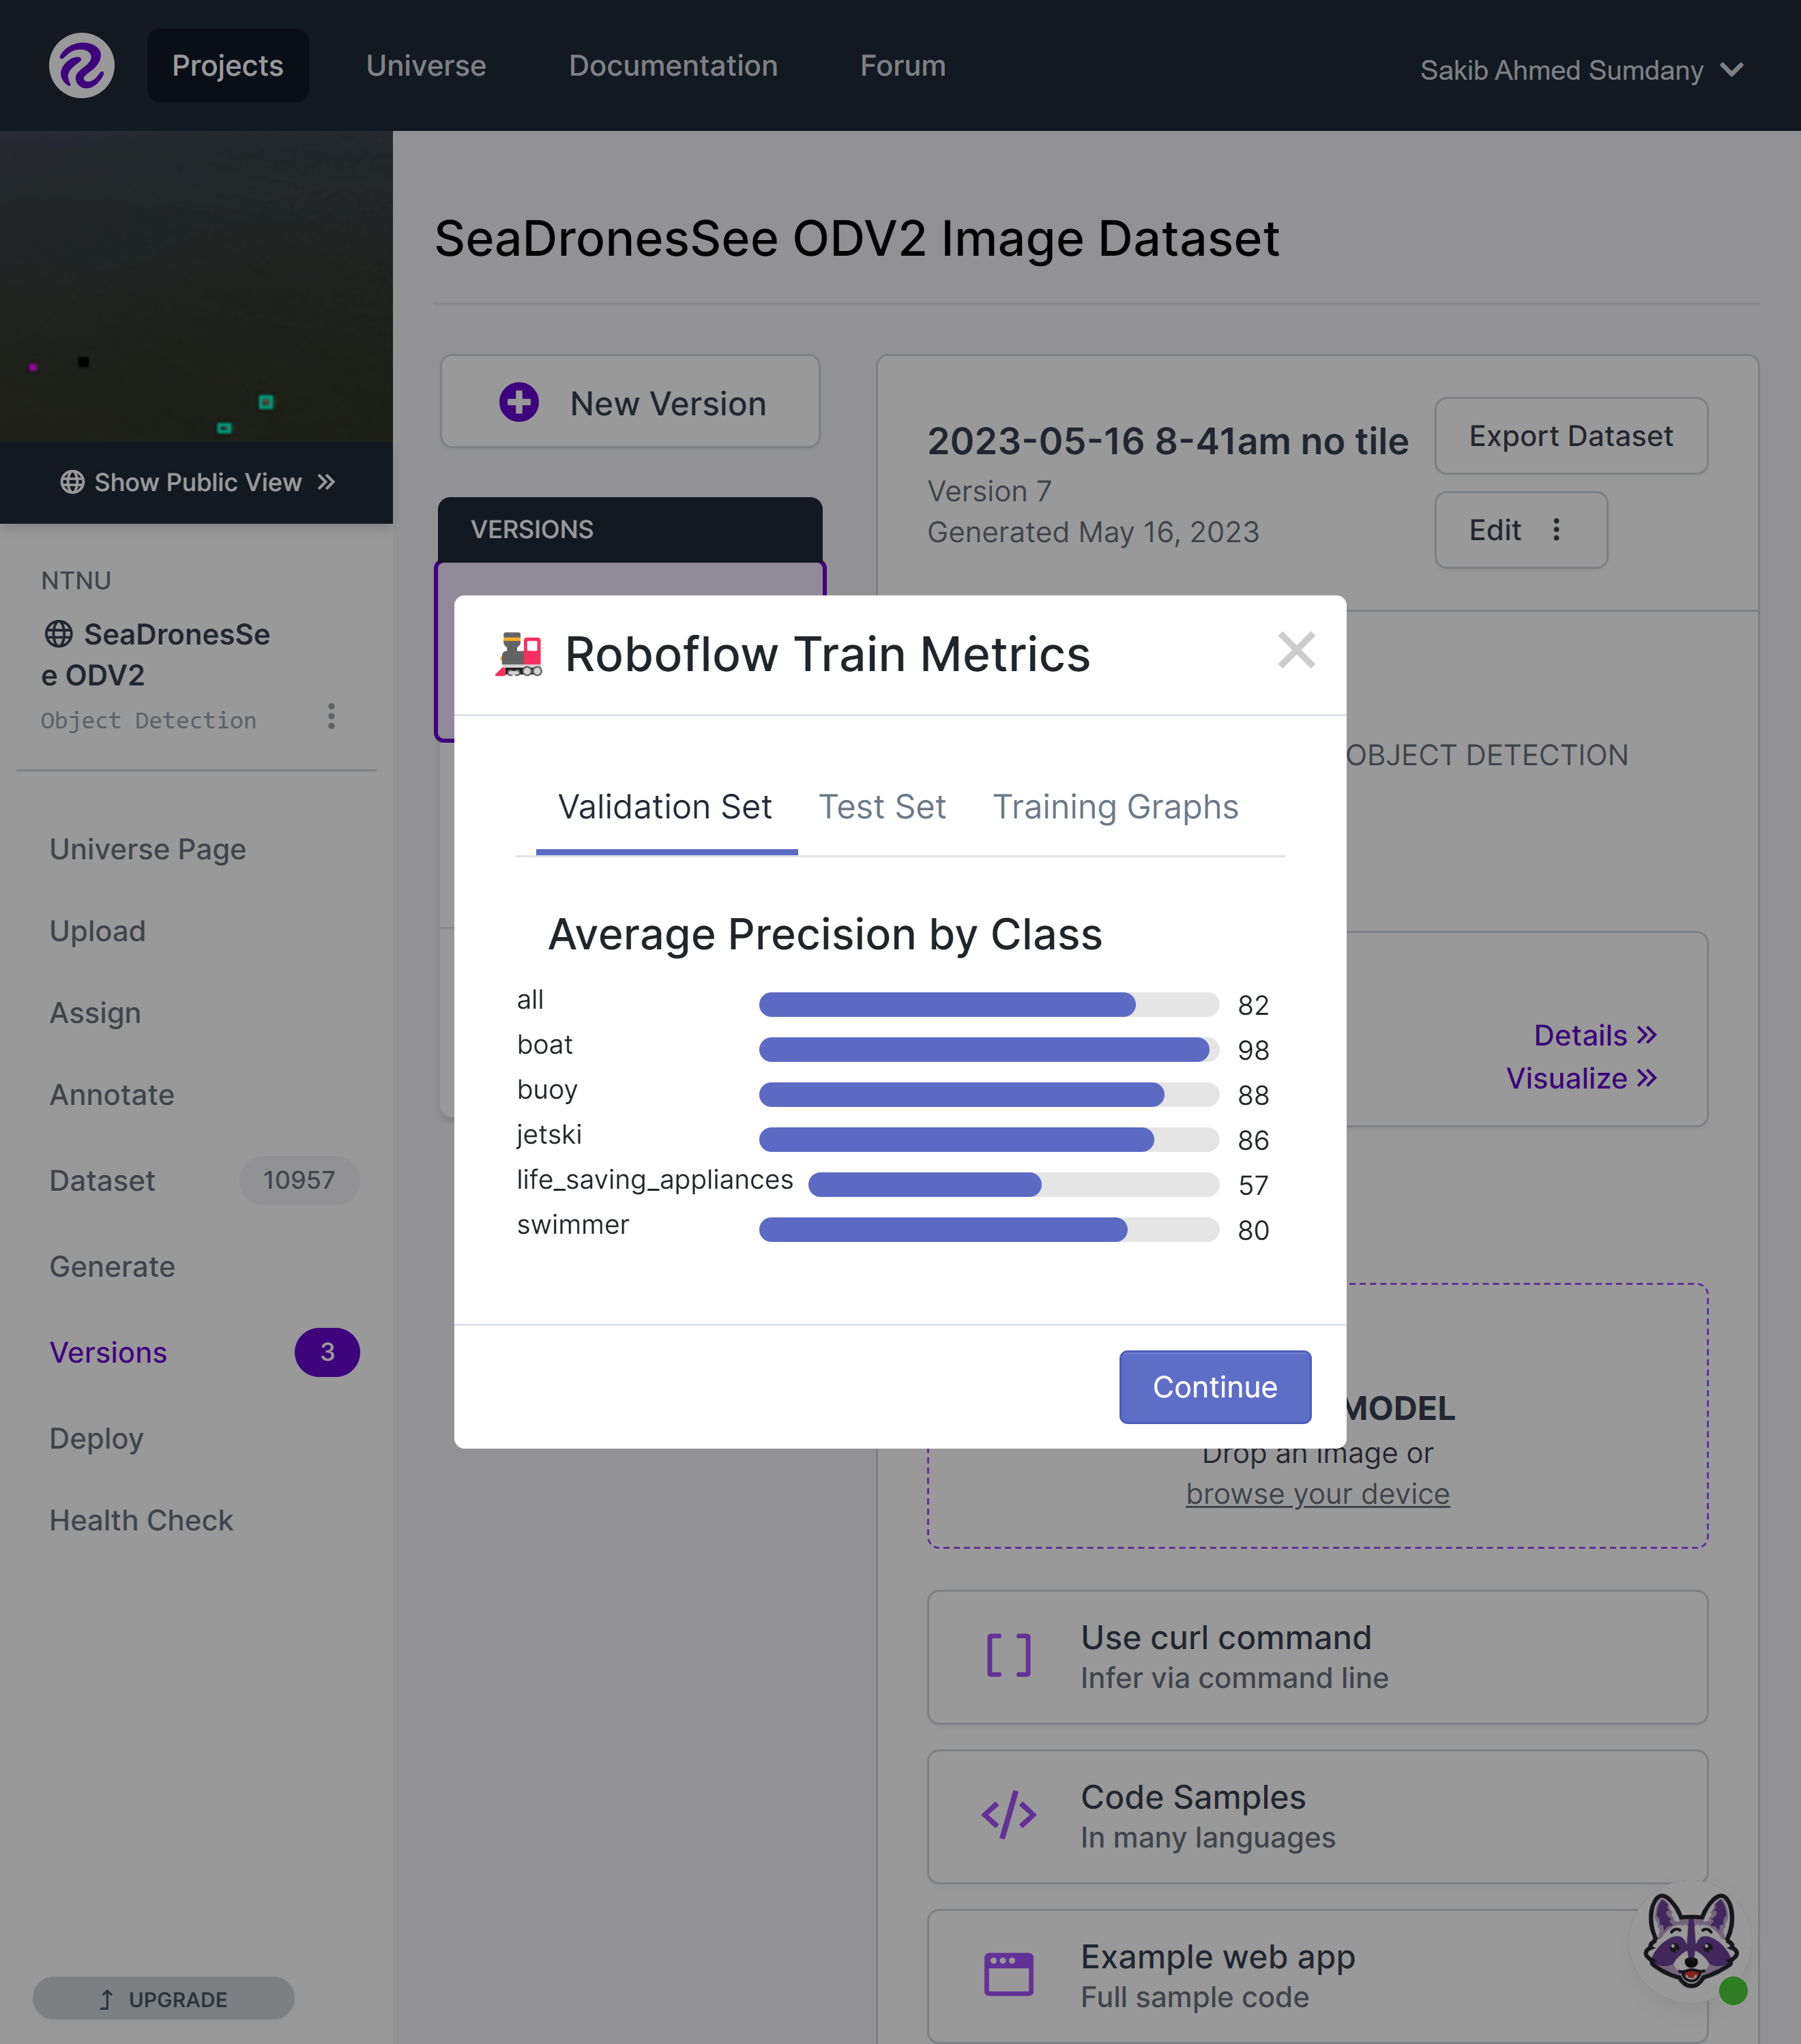 Projects
Universe
Documentation
Forum
Sakib Ahmed Sumdany
Show Public View
NTNU
SeaDronesSe
e ODV2
Object Detection
Universe Page
Upload
Assign
Annotate
Dataset 10957
Generate
Versions 3
Deploy
Health Check
UPGRADE
SeaDronesSee ODV2 Image Dataset
New Version
VERSIONS
2023-05-16 8-41am no tile
Version 7
Generated May 16, 2023
Export Dataset
Edit
OBJECT DETECTION
Details
Visualize
Roboflow Train Metrics
Validation Set
Test Set
Training Graphs
Average Precision by Class
all 82
boat 98
buoy 88
jetski 86
life_saving_appliances 57
swimmer 80
Continue
MODEL
Drop an image or
browse your device
Use curl command
Infer via command line
Code Samples
In many languages
Example web app
Full sample code